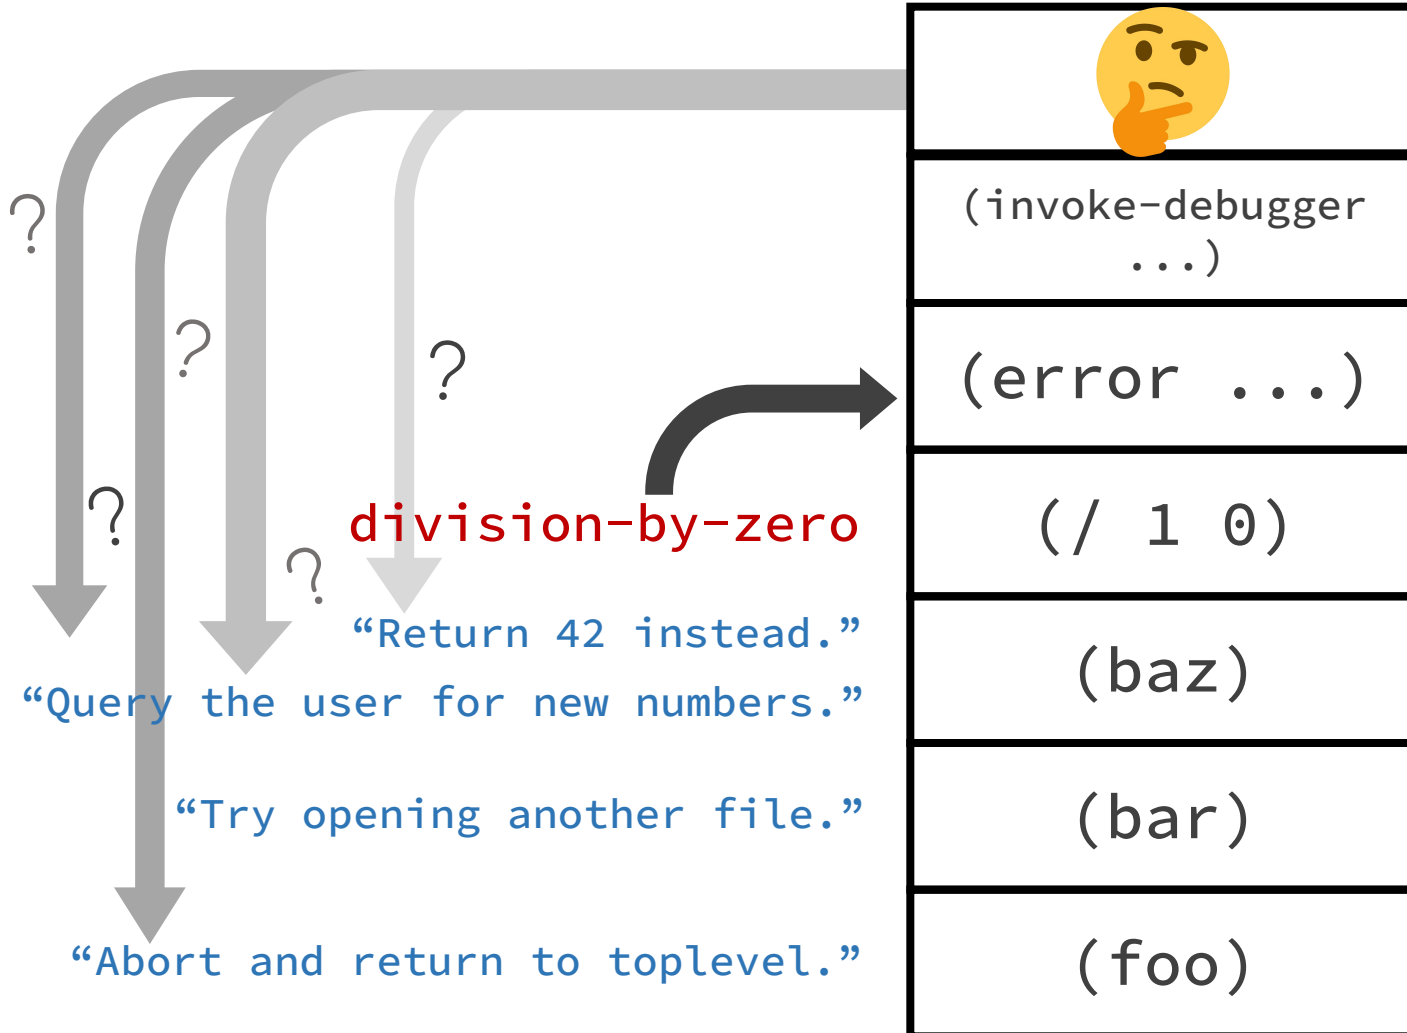 (invoke-debugger
...)
?
?
?
(error ...)
?
division-by-zero
(/ 1 0)
?
“Return 42 instead.”
(baz)
“Query the user for new numbers.”
“Try opening another file.”
(bar)
“Abort and return to toplevel.”
(foo)